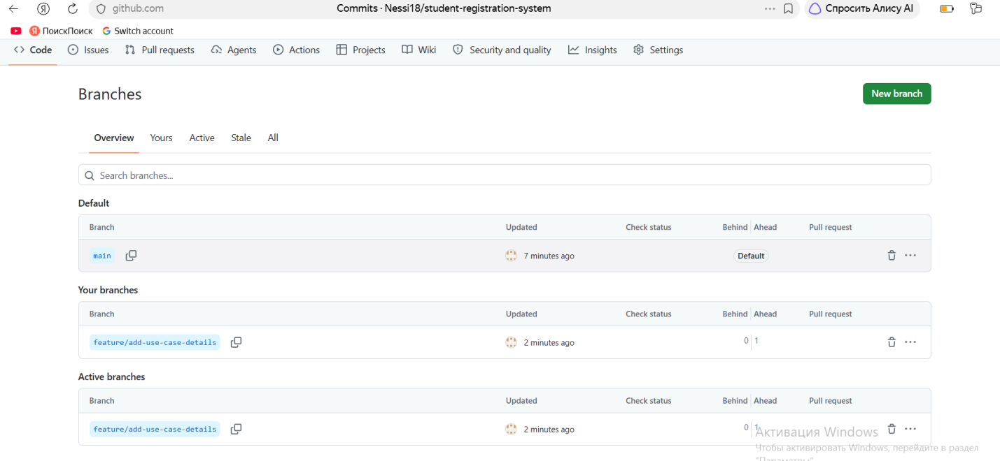 Я github.com Commits · Nessi18/student-registration-system Спросить Алису AI
Я ПоискПоиск Switch account
Code Issues Pull requests Agents Actions Projects Wiki Security and quality Insights Settings
Branches New branch
Overview Yours Active Stale All
Search branches...
Default
Branch Updated Check status Behind Ahead Pull request
main 7 minutes ago Default
Your branches
Branch Updated Check status Behind Ahead Pull request
feature/add-use-case-details 2 minutes ago 0 1
Active branches
Branch Updated Check status Behind Ahead Pull request
feature/add-use-case-details 2 minutes ago 0 1
Активация Windows
Чтобы активировать Windows, перейдите в раздел
"Параметры".